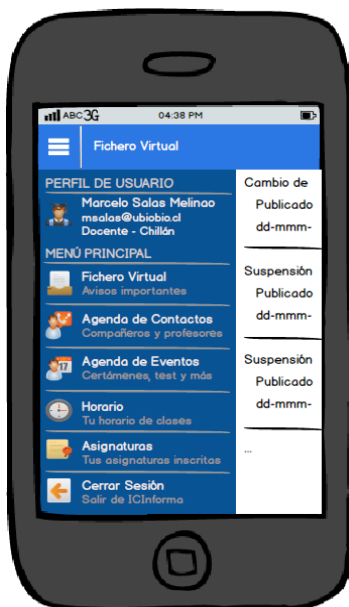 ABC 3G 04:38 PM
Fichero Virtual
PERFIL DE USUARIO
Marcelo Salas Melinao
msalas@ubiobio.cl
Docente - Chillán
MENÚ PRINCIPAL
Fichero Virtual
Avisos importantes
Agenda de Contactos
Compañeros y profesores
17
Agenda de Eventos
Certámenes, test y más
Horario
Tu horario de clases
Asignaturas
Tus asignaturas inscritas
Cerrar Sesión
Salir de ICInforma
Cambio de
Publicado
dd-mmm-
Suspensión
Publicado
dd-mmm-
Suspensión
Publicado
dd-mmm-
...